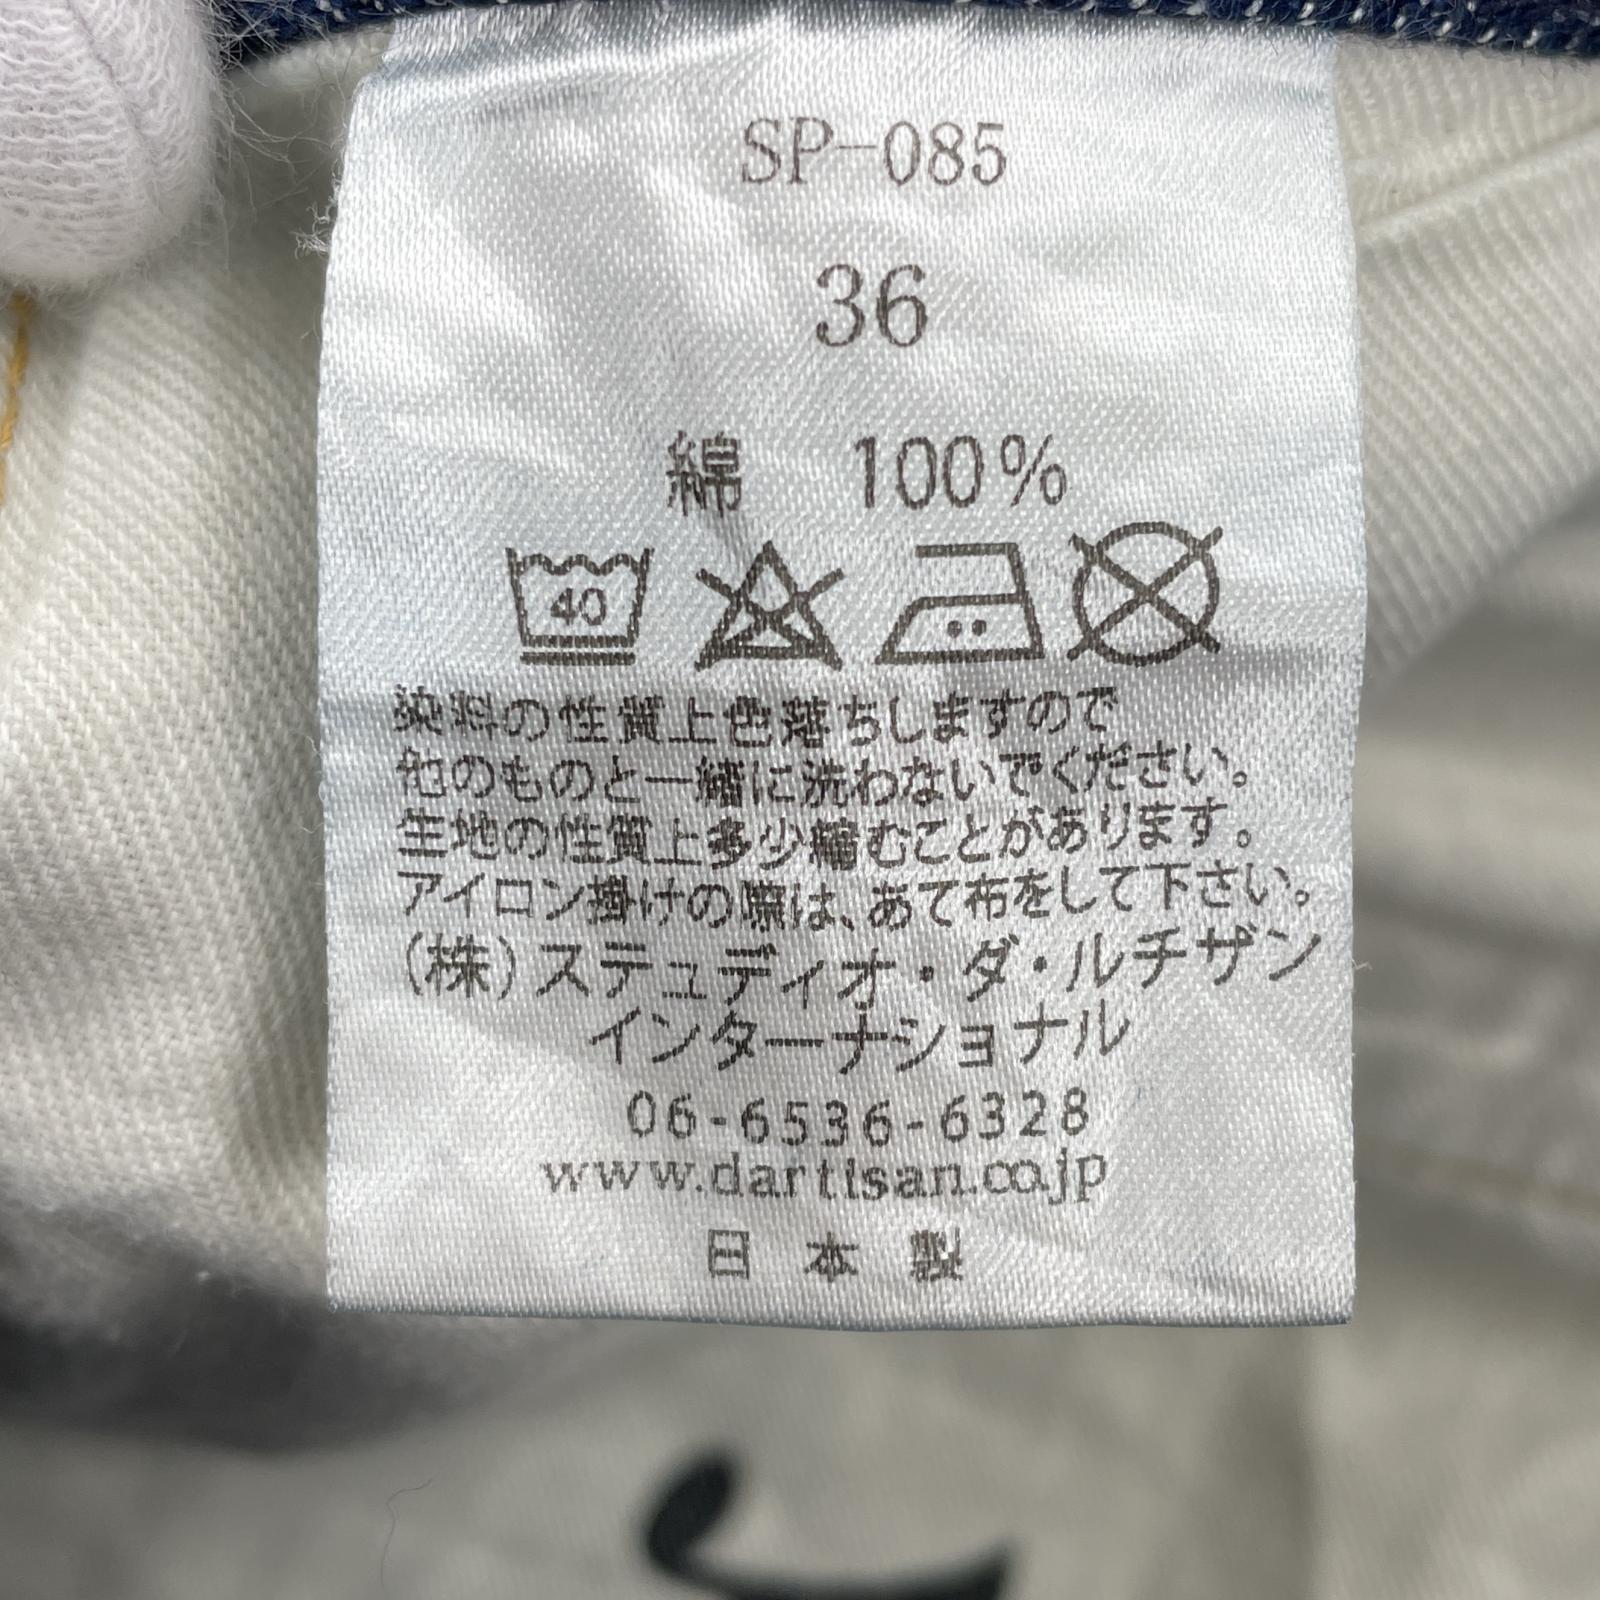 SP-085
36
綿 100%
40
染料の性質上色落ちしますので
他のものと一緒に洗わないでください。
生地の性質上多少縮むことがあります。
アイロン掛けの際は、あて布をして下さい。
(株)ステュディオ・ダ・ルチザン
インターナショナル
06-6536-6328
www.dartisan.co.jp
日本製